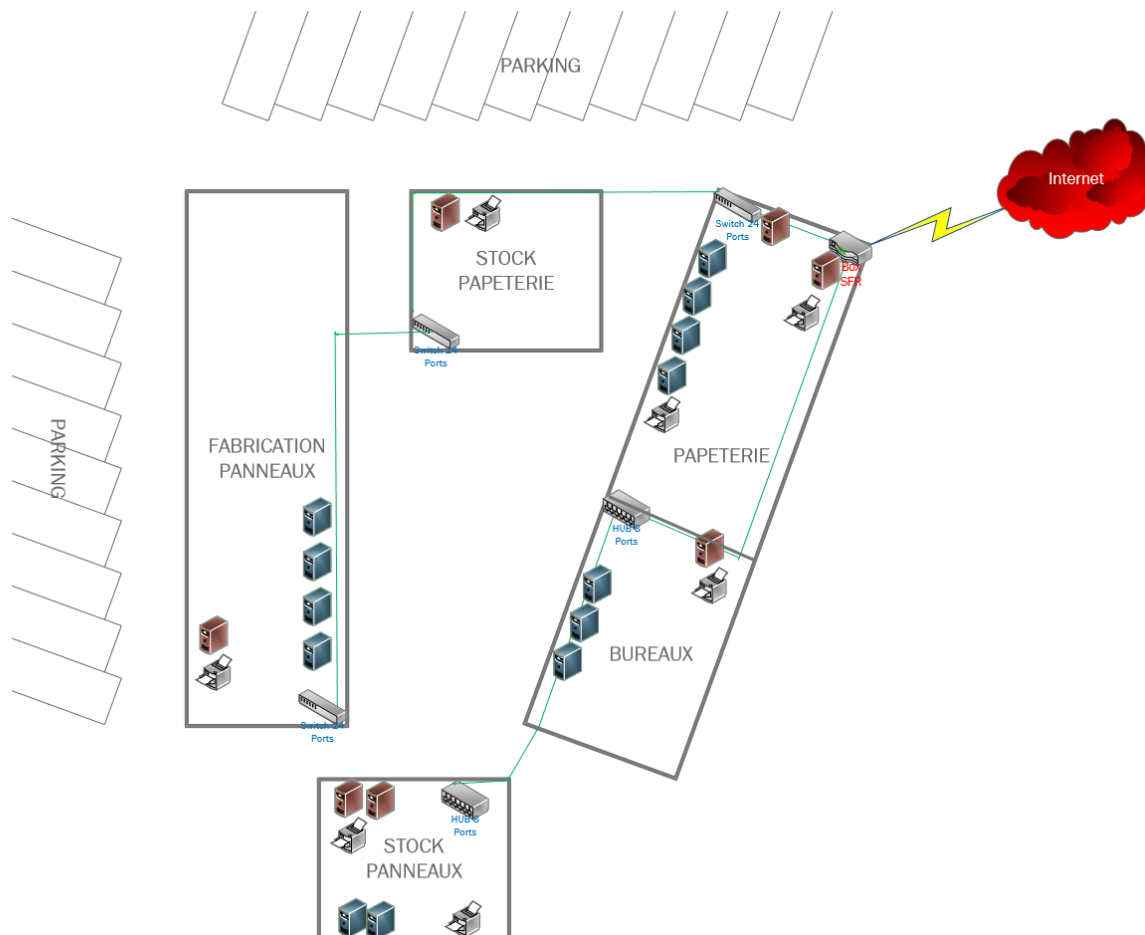 PARKING
Internet
Switch 24
Ports
Box
SFR
STOCK
PAPETERIE
Switch 24
Ports
PARKING
FABRICATION
PANNEAUX
PAPETERIE
HUB 8
Ports
BUREAUX
Switch 24
Ports
HUB 8
Ports
STOCK
PANNEAUX